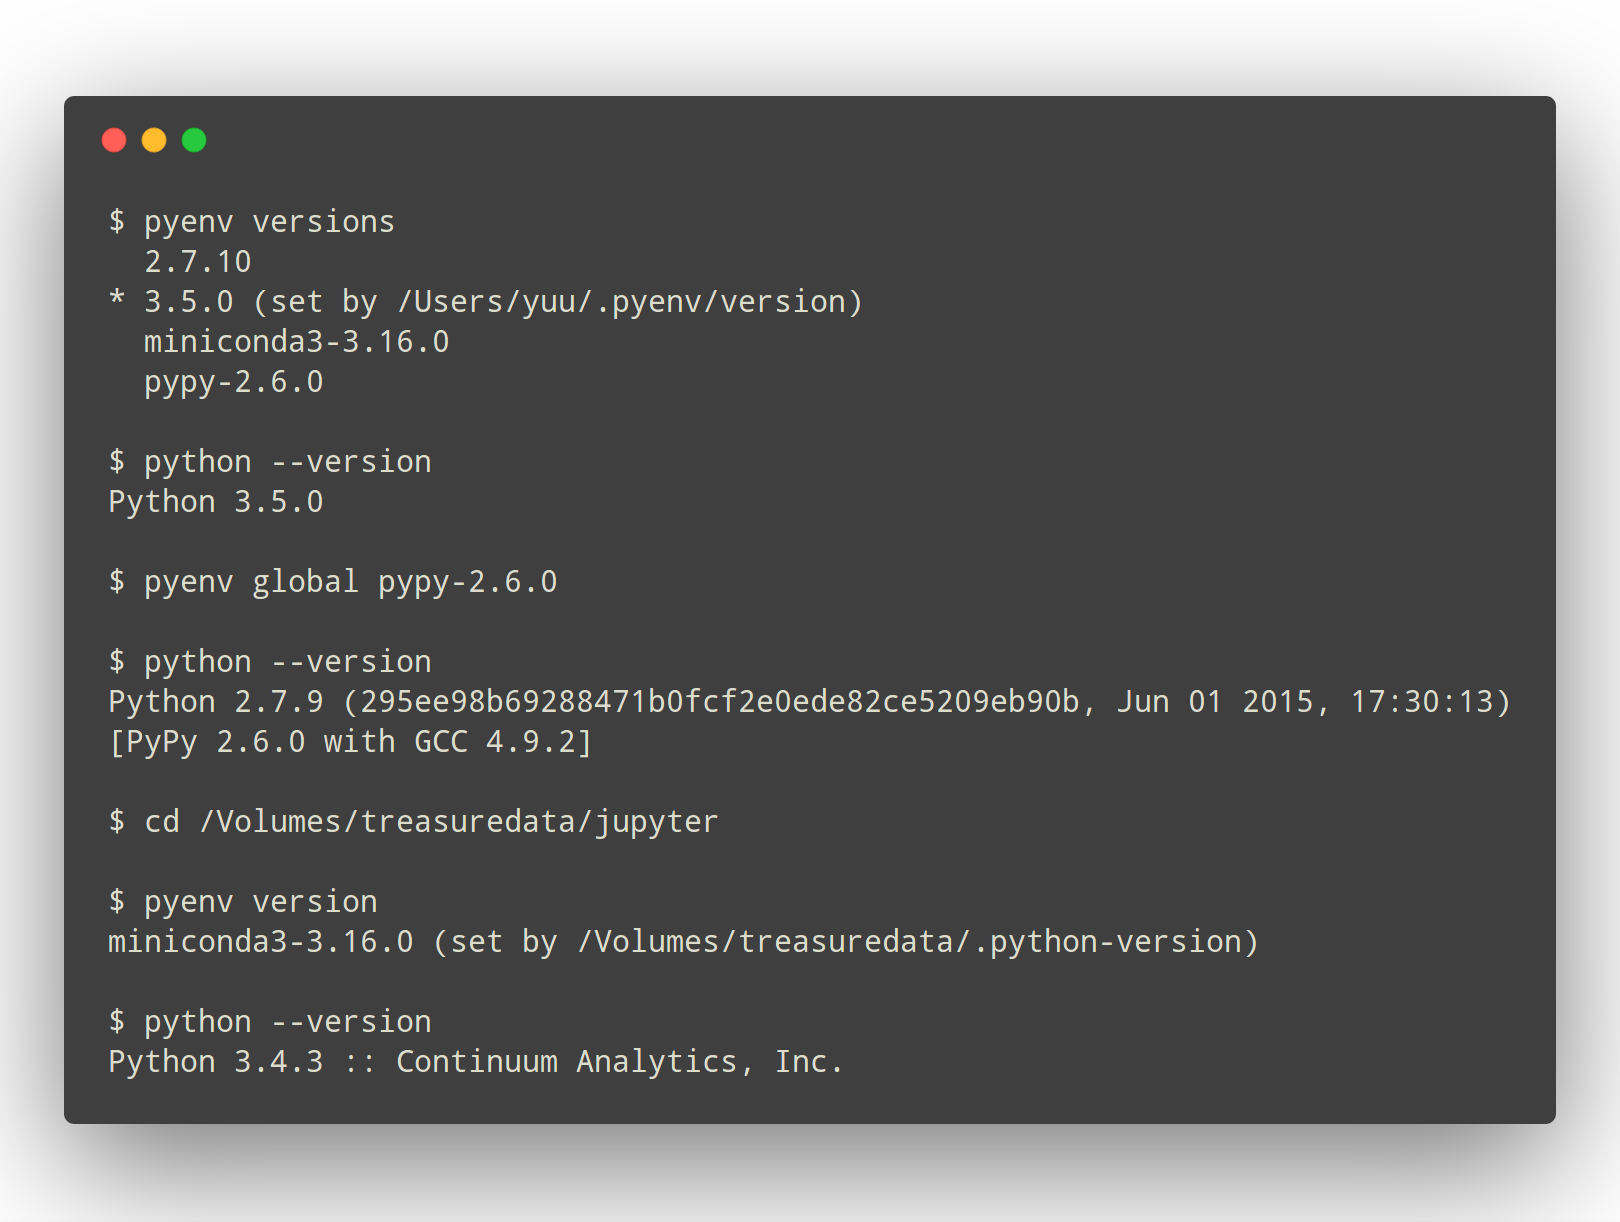 $ pyenv versions
  2.7.10
* 3.5.0 (set by /Users/yuu/.pyenv/version)
  miniconda3-3.16.0
  pypy-2.6.0

$ python --version
Python 3.5.0

$ pyenv global pypy-2.6.0

$ python --version
Python 2.7.9 (295ee98b69288471b0fcf2e0ede82ce5209eb90b, Jun 01 2015, 17:30:13)
[PyPy 2.6.0 with GCC 4.9.2]

$ cd /Volumes/treasuredata/jupyter

$ pyenv version
miniconda3-3.16.0 (set by /Volumes/treasuredata/.python-version)

$ python --version
Python 3.4.3 :: Continuum Analytics, Inc.